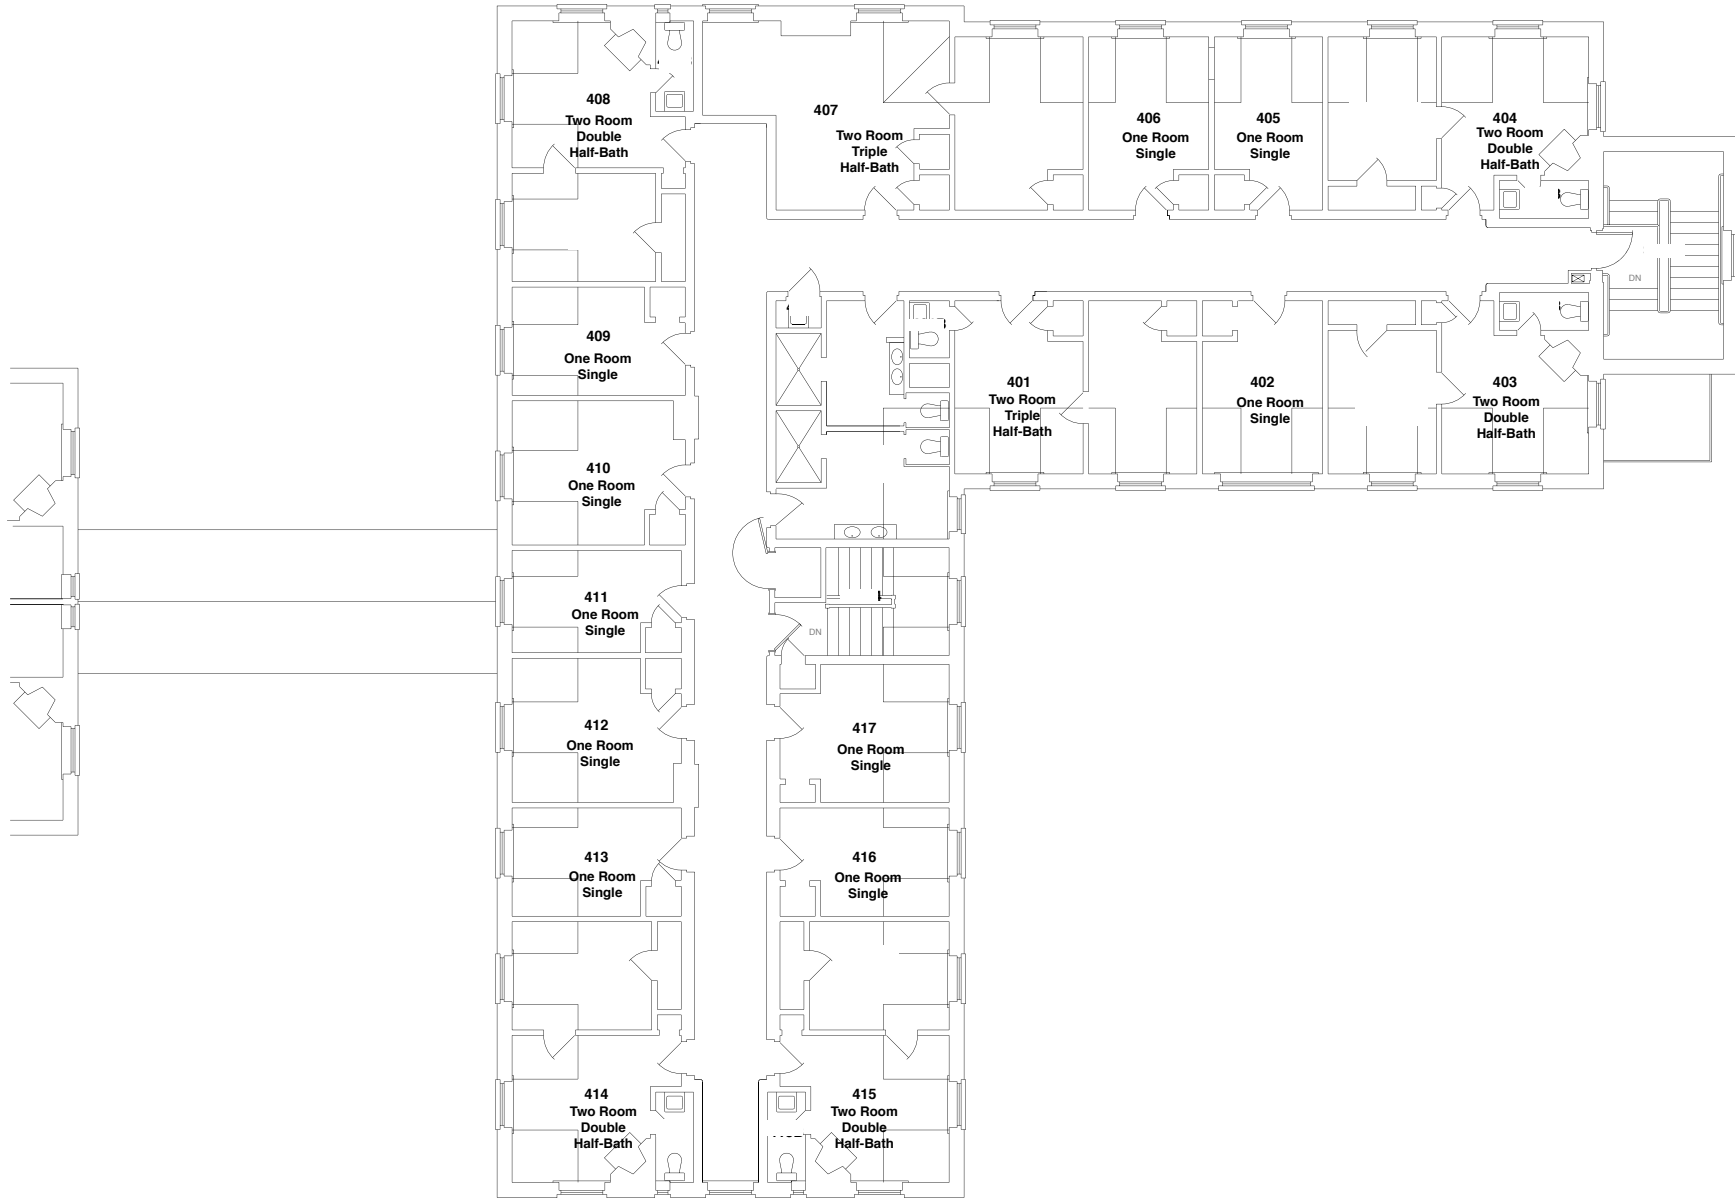 408
Two Room
Double
Half-Bath
407
Two Room
Triple
Half-Bath
406
One Room
Single
405
One Room
Single
404
Two Room
Double
Half-Bath
DN
409
One Room
Single
401
Two Room
Triple
Half-Bath
402
One Room
Single
403
Two Room
Double
Half-Bath
410
One Room
Single
411
One Room
Single
DN
412
One Room
Single
417
One Room
Single
413
One Room
Single
416
One Room
Single
414
Two Room
Double
Half-Bath
415
Two Room
Double
Half-Bath